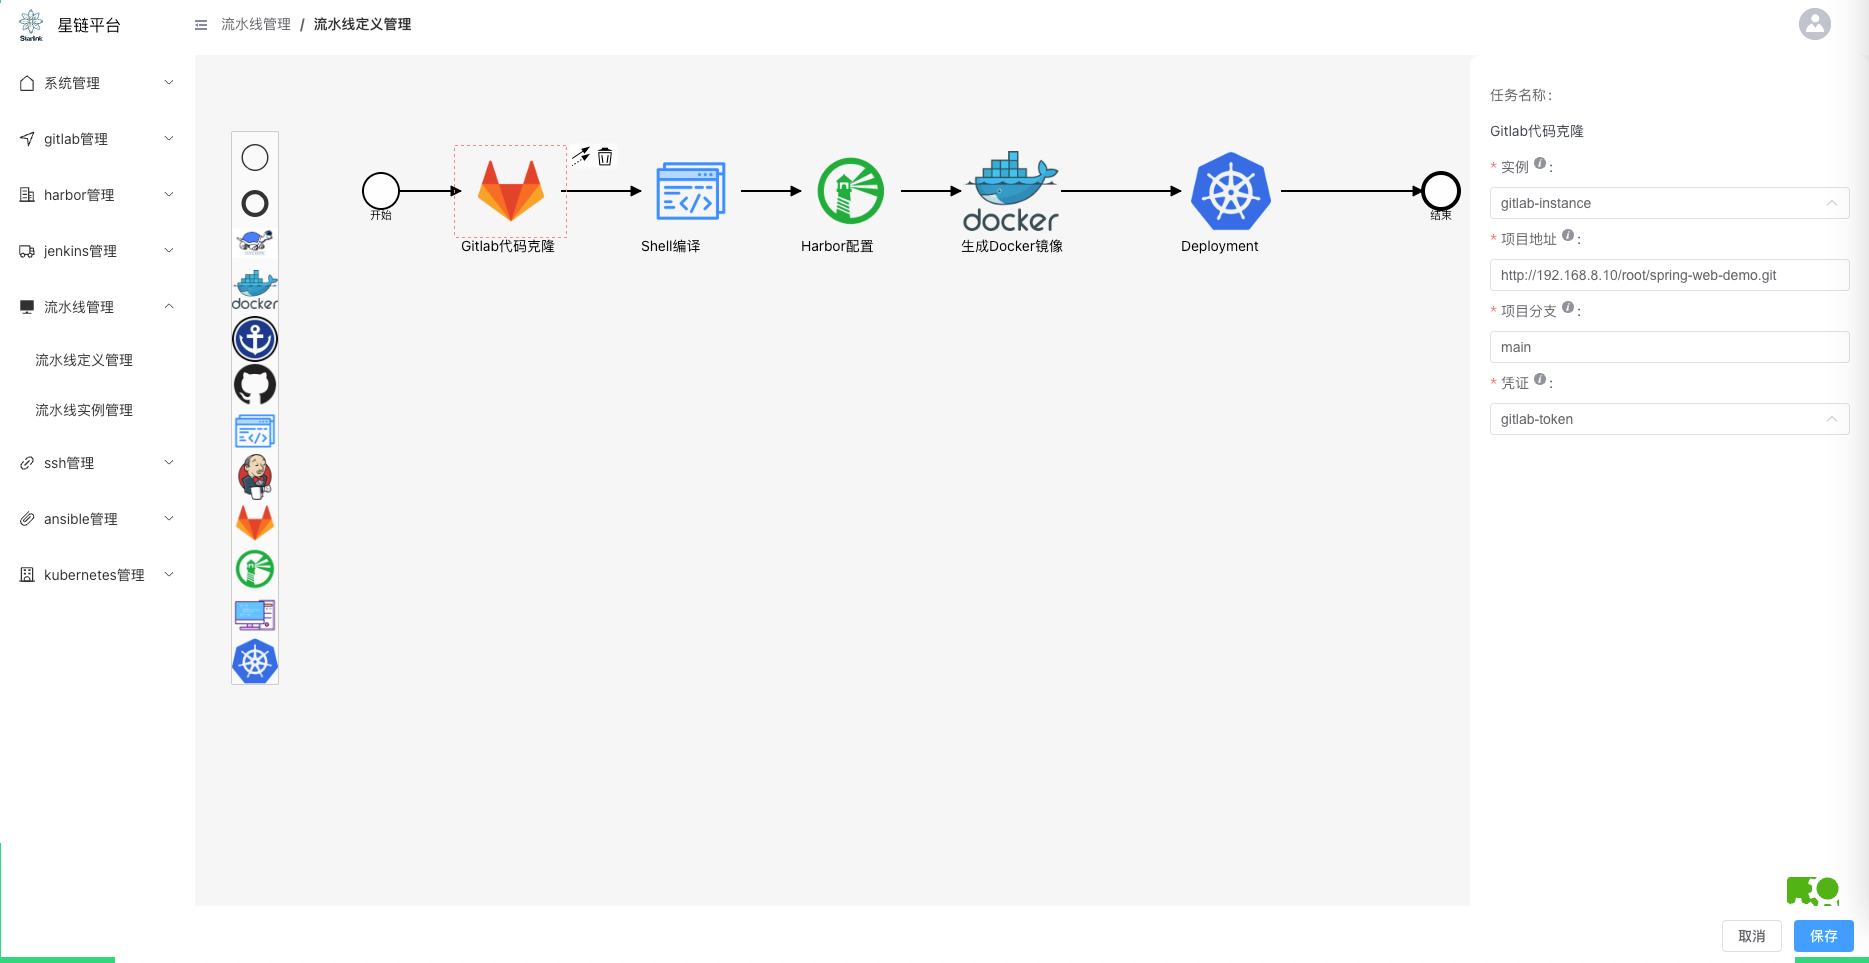 Starlink
星链平台
流水线管理 / 流水线定义管理
系统管理
gitlab管理
harbor管理
jenkins管理
流水线管理
流水线定义管理
流水线实例管理
ssh管理
ansible管理
kubernetes管理
docker
开始
Gitlab代码克隆
Shell编译
Harbor配置
docker
生成Docker镜像
Deployment
结束
任务名称：
Gitlab代码克隆
* 实例 ：
gitlab-instance
* 项目地址 ：
http://192.168.8.10/root/spring-web-demo.git
* 项目分支 ：
main
* 凭证 ：
gitlab-token
取消
保存